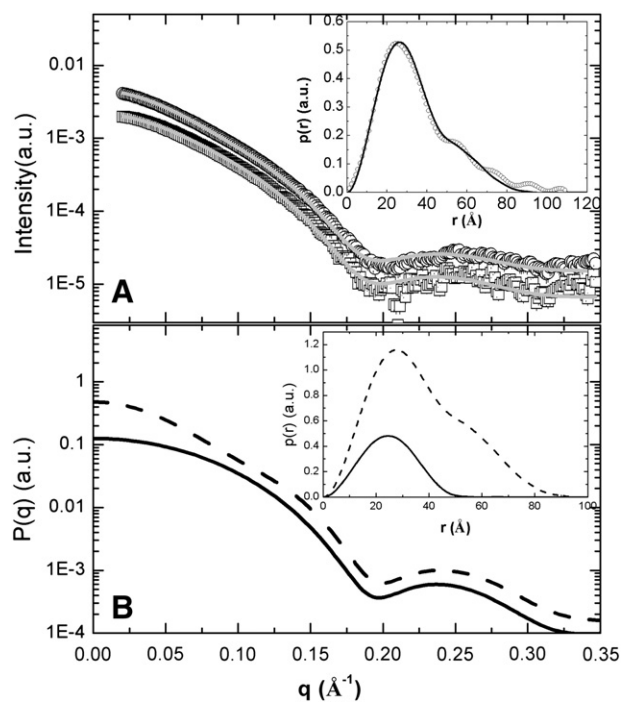 0.01
1E-3
1E-4
1E-5
Intensity(a.u.)
A
0.6
0.5
0.4
0.3
0.2
0.1
0.0
p(r) (a.u.)
0 20 40 60 80 100 120
r (Å)
1
0.1
0.01
1E-3
1E-4
P(q) (a.u.)
B
1.2
1.0
0.8
0.6
0.4
0.2
0.0
p(r) (a.u.)
0 20 40 60 80 100
r (Å)
0.00 0.05 0.10 0.15 0.20 0.25 0.30 0.35
q (Å-1)